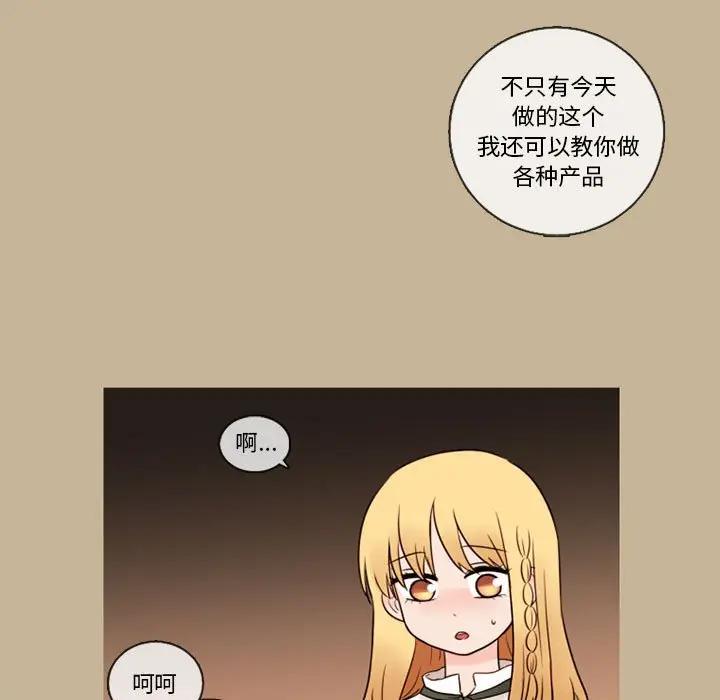 不只有今天
做的这个
我还可以教你做
各种产品
啊...
呵呵